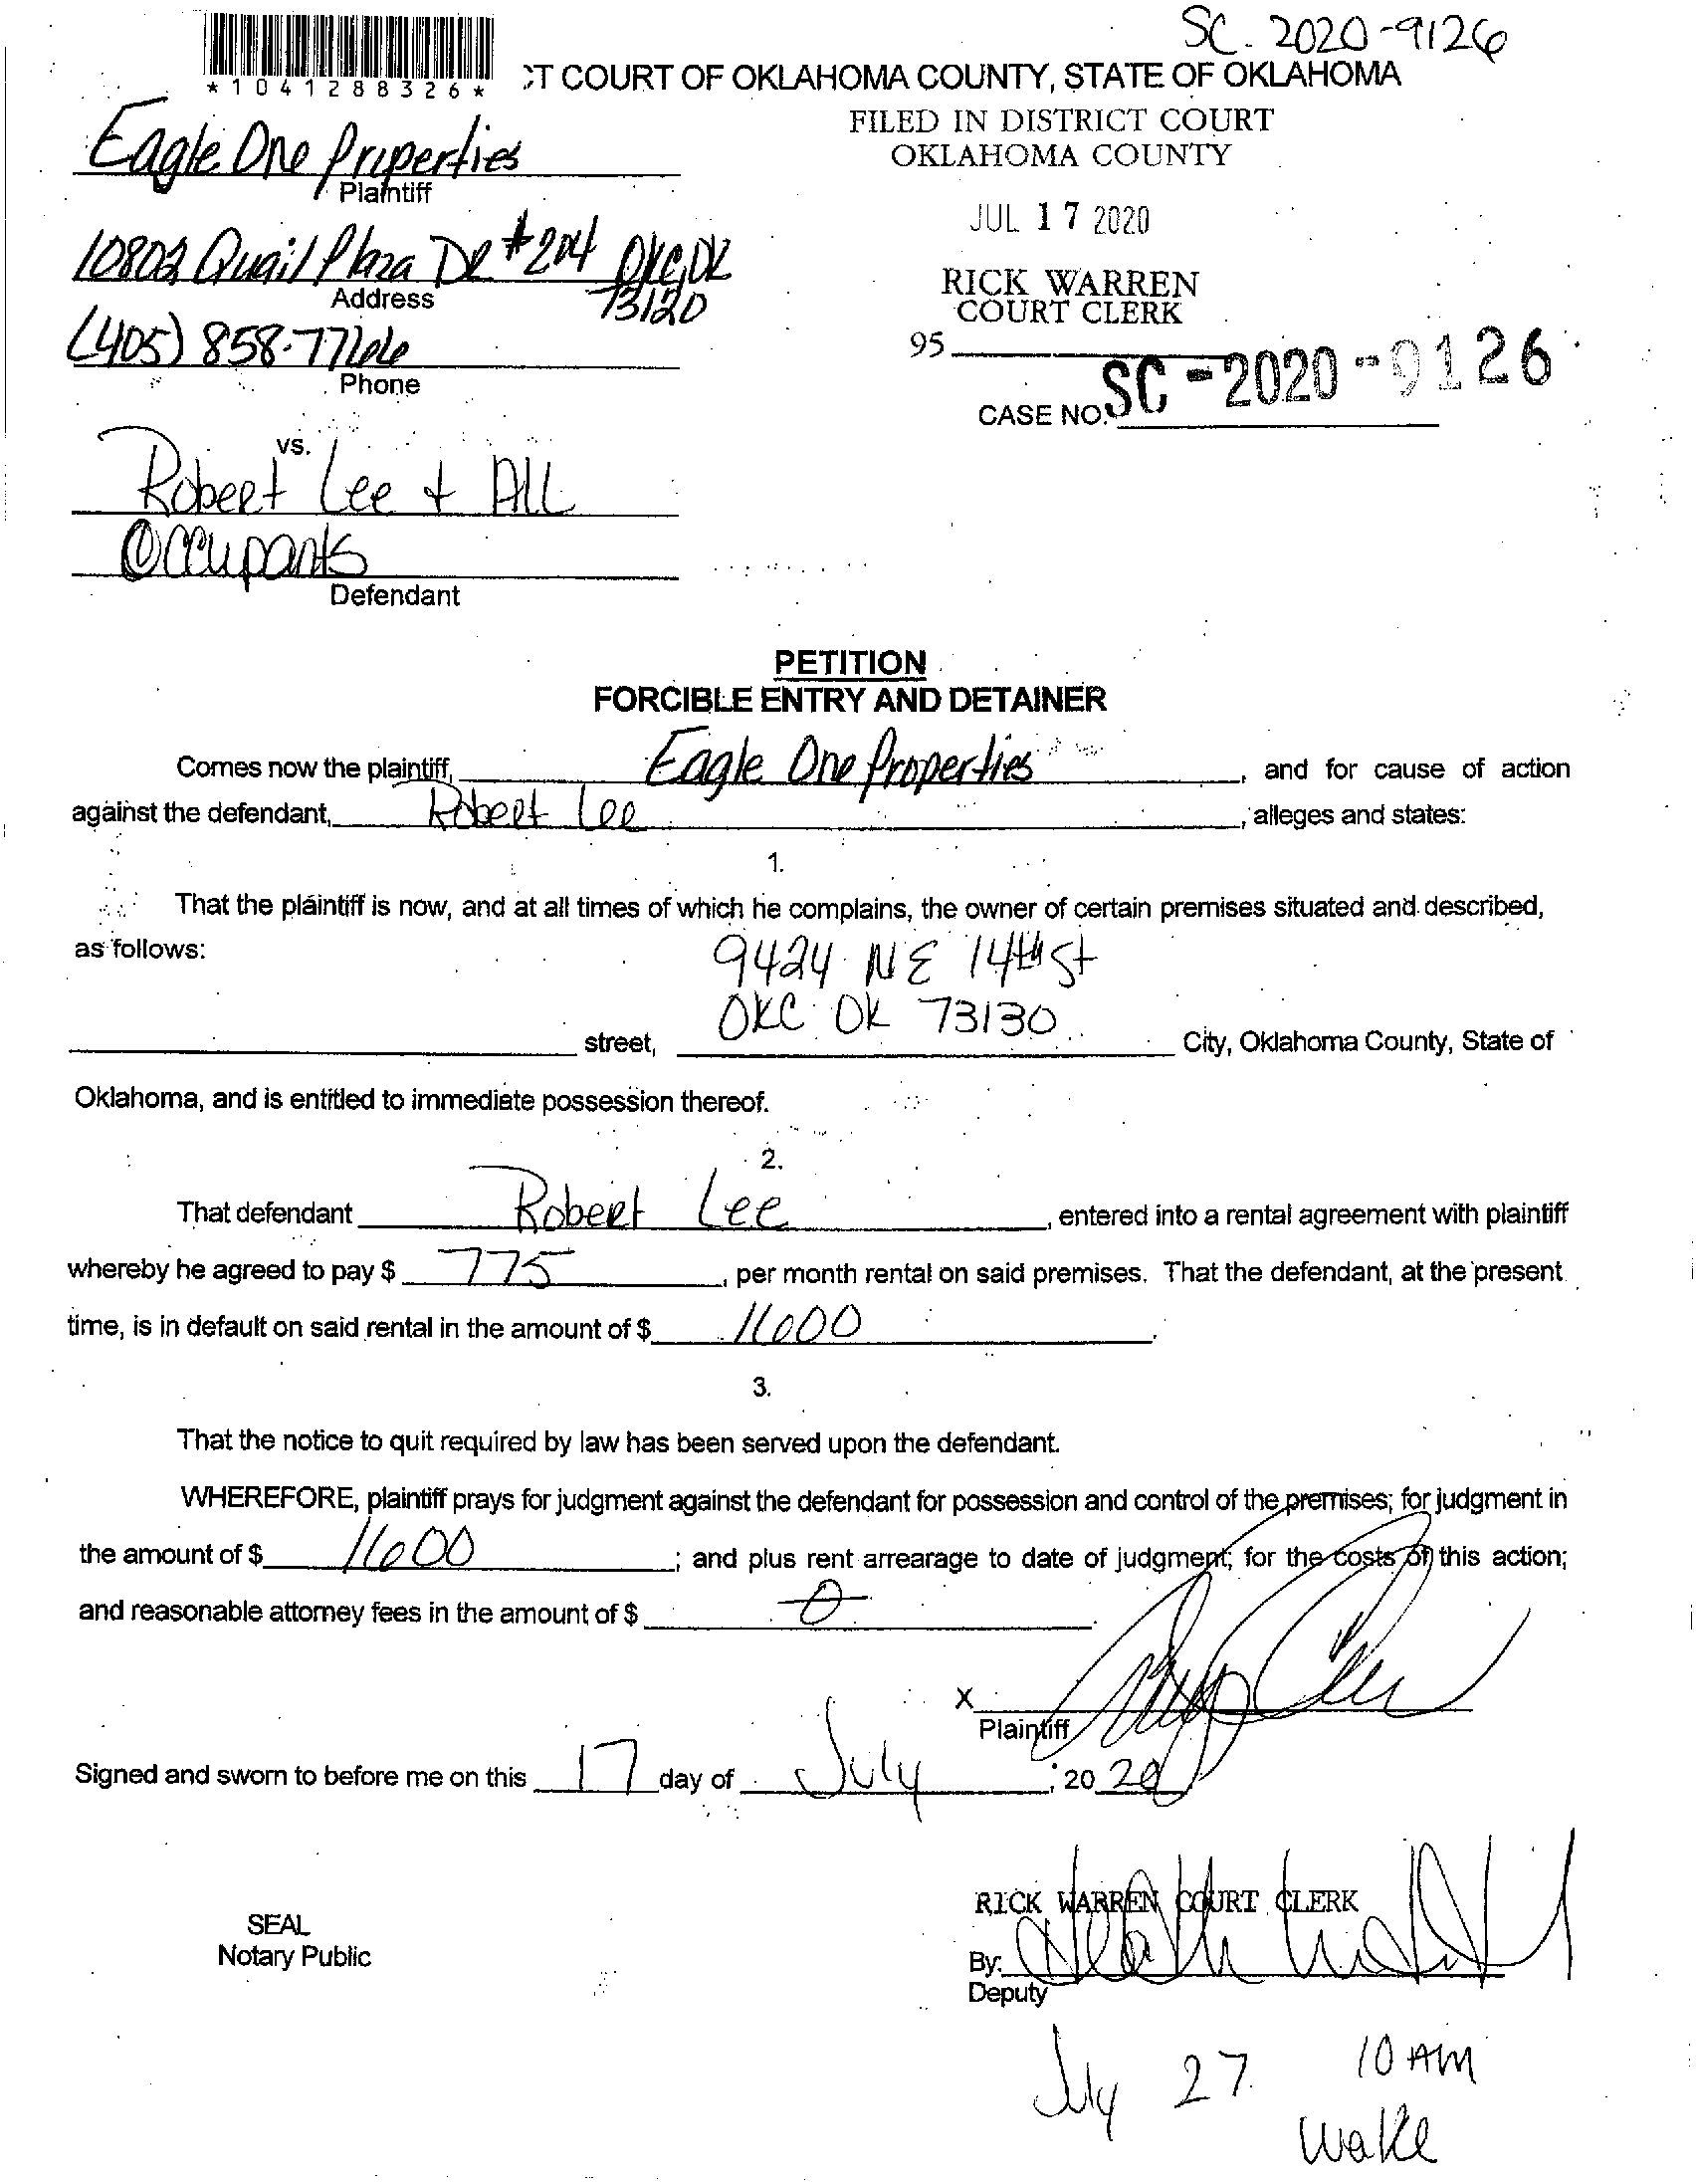 SC-2020-9126
*1041288326*
CT COURT OF OKLAHOMA COUNTY, STATE OF OKLAHOMA
FILED IN DISTRICT COURT
OKLAHOMA COUNTY
Eagle One Properties
Plaintiff
JUL 17 2020
10802 Quail Plaza DR #204 OKC, OK
73120
Address
RICK WARREN
COURT CLERK
(405) 858-7766
Phone
95
CASE NO. SC-2020-9126
vs.
Robert Lee + All
Occupants
Defendant
PETITION
FORCIBLE ENTRY AND DETAINER
Comes now the plaintiff, Eagle One Properties, and for cause of action
against the defendant, Robert Lee, alleges and states:
1.
That the plaintiff is now, and at all times of which he complains, the owner of certain premises situated and described,
as follows:
9424 NE 14th St
OKC OK 73130
street, City, Oklahoma County, State of
Oklahoma, and is entitled to immediate possession thereof.
2.
That defendant Robert Lee, entered into a rental agreement with plaintiff
whereby he agreed to pay $ 775, per month rental on said premises. That the defendant, at the present
time, is in default on said rental in the amount of $ 1600.
3.
That the notice to quit required by law has been served upon the defendant.
WHEREFORE, plaintiff prays for judgment against the defendant for possession and control of the premises; for judgment in
the amount of $ 1600; and plus rent arrearage to date of judgment; for the costs of this action;
and reasonable attorney fees in the amount of $ 0.
X
Plaintiff
Signed and sworn to before me on this 17 day of July, 2020
RICK WARREN COURT CLERK
SEAL
Notary Public
By:
Deputy
July 27 10 AM
Wake